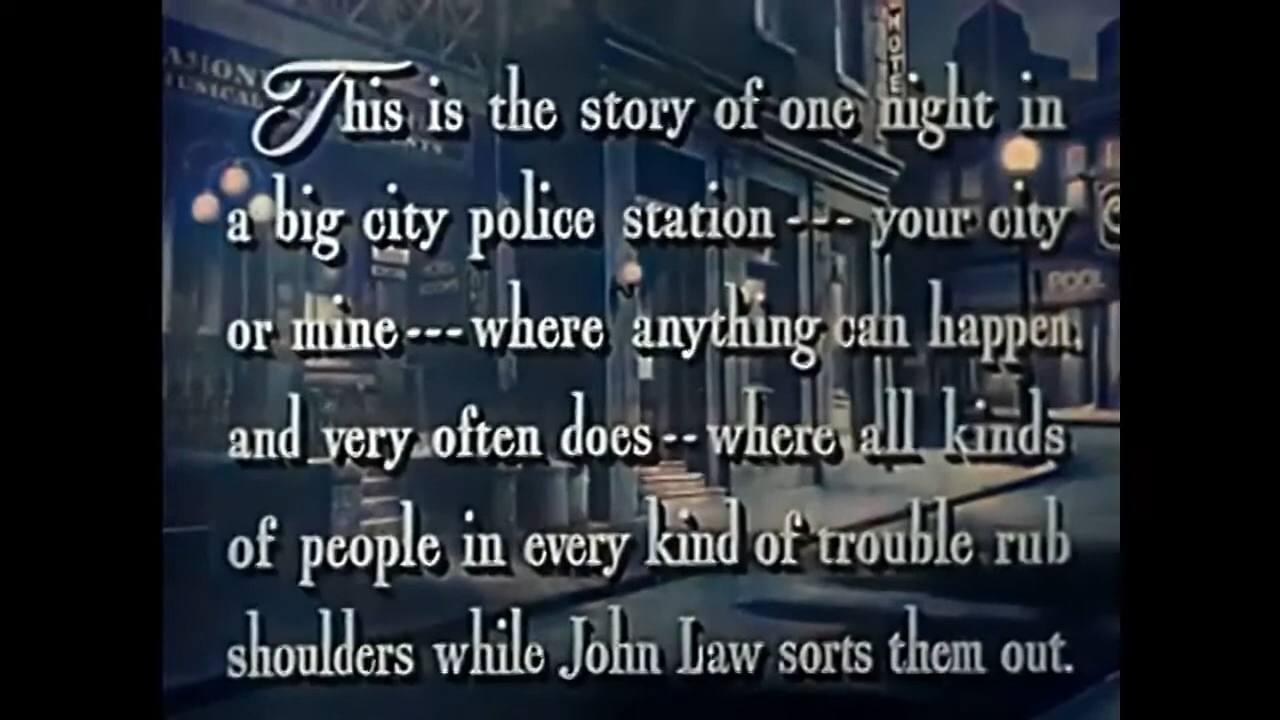 This is the story of one night in
a big city police station --- your city
or mine --- where anything can happen,
and very often does -- where all kinds
of people in every kind of trouble rub
shoulders while John Law sorts them out.
POOL